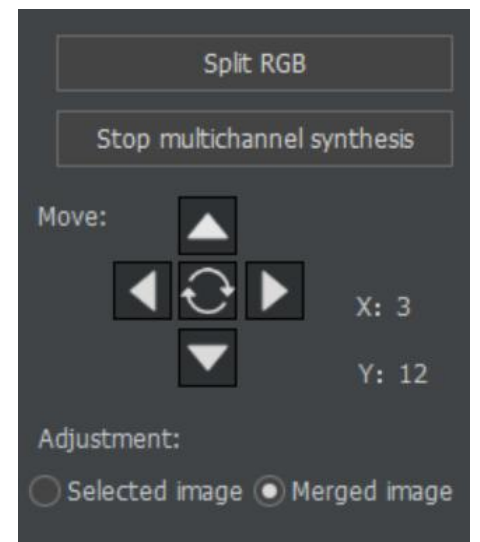 Split RGB
Stop multichannel synthesis
Move:
X: 3
Y: 12
Adjustment:
Selected image Merged image